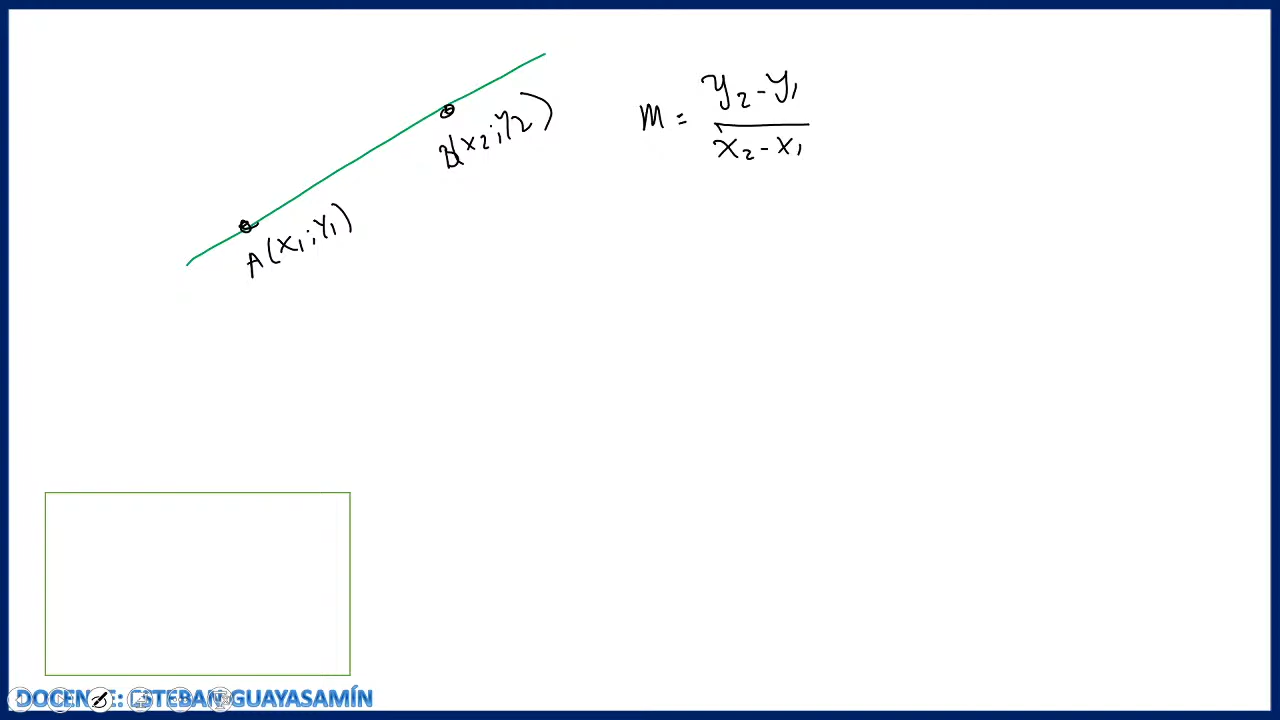 B(x2;y2)
A(x1;y1)
m = y2-y1
x2-x1
DOCENTE: ESTEBAN GUAYASAMÍN